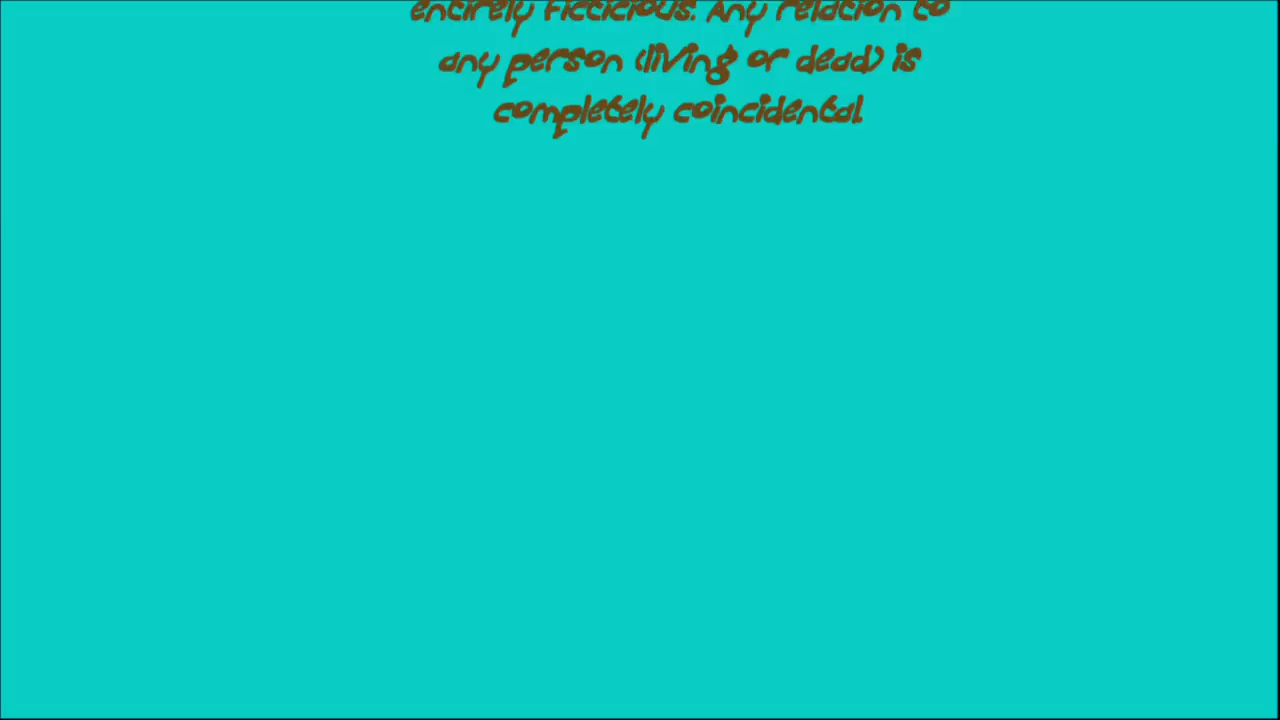 entirely fictitious. Any relation to
any person (living or dead) is
completely coincidental.